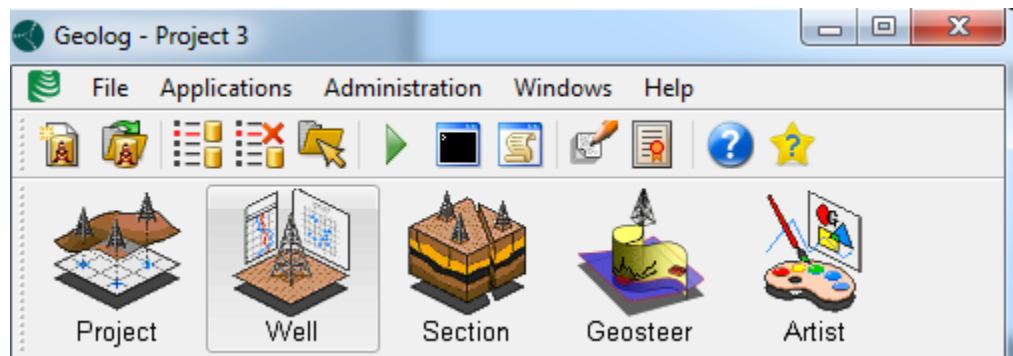 Geolog - Project 3
File Applications Administration Windows Help
Project Well Section Geosteer Artist